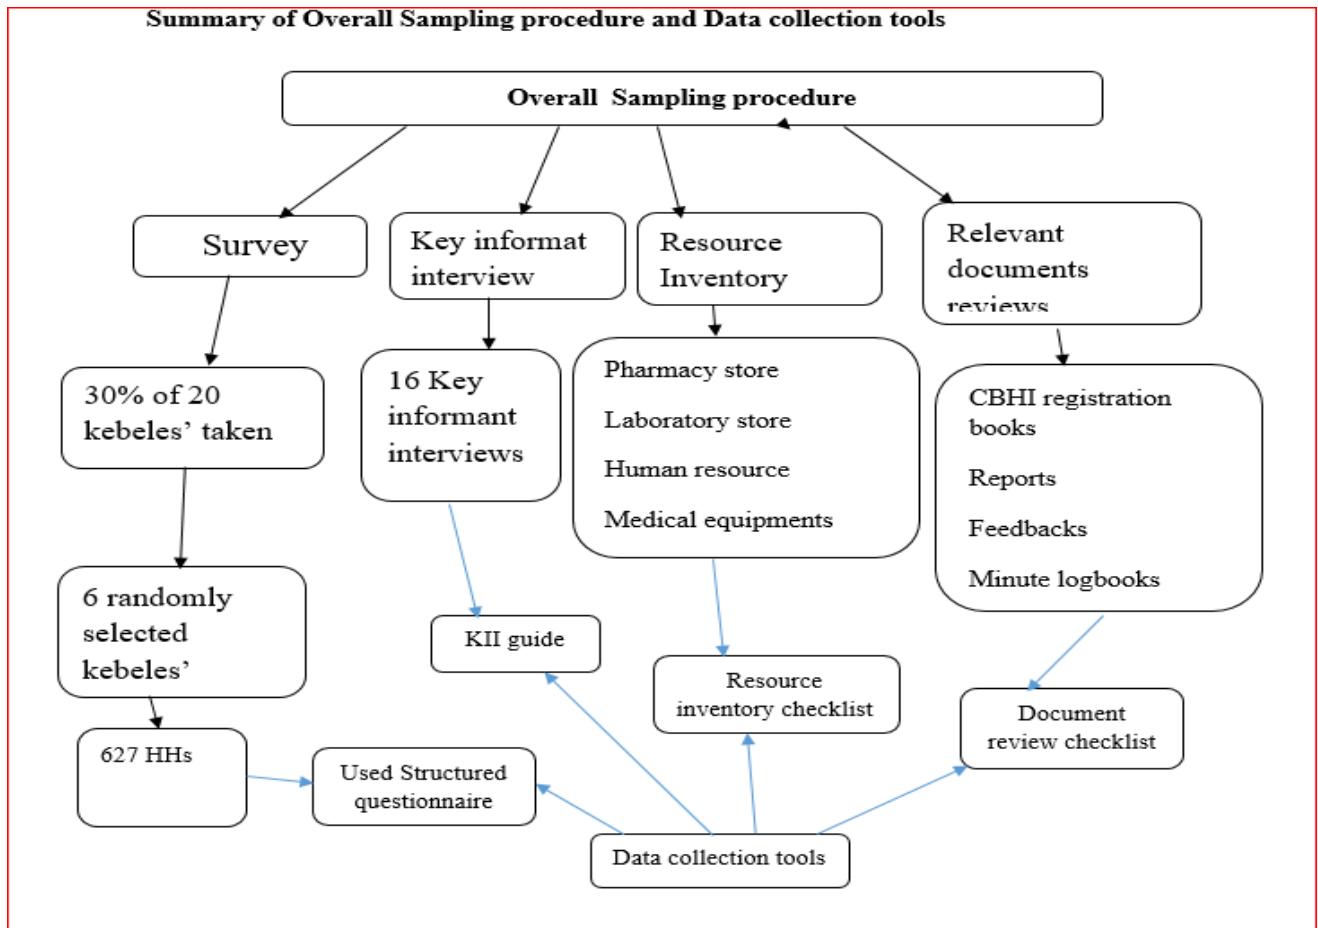 Summary of Overall Sampling procedure and Data collection tools
Overall Sampling procedure
Survey
Key informat
interview
Resource
Inventory
Relevant
documents
reviews
30% of 20
kebeles’ taken
16 Key
informant
interviews
Pharmacy store
Laboratory store
Human resource
Medical equipments
CBHI registration
books
Reports
Feedbacks
Minute logbooks
6 randomly
selected
kebeles’
KII guide
Resource
inventory checklist
Document
review checklist
627 HHs
Used Structured
questionnaire
Data collection tools